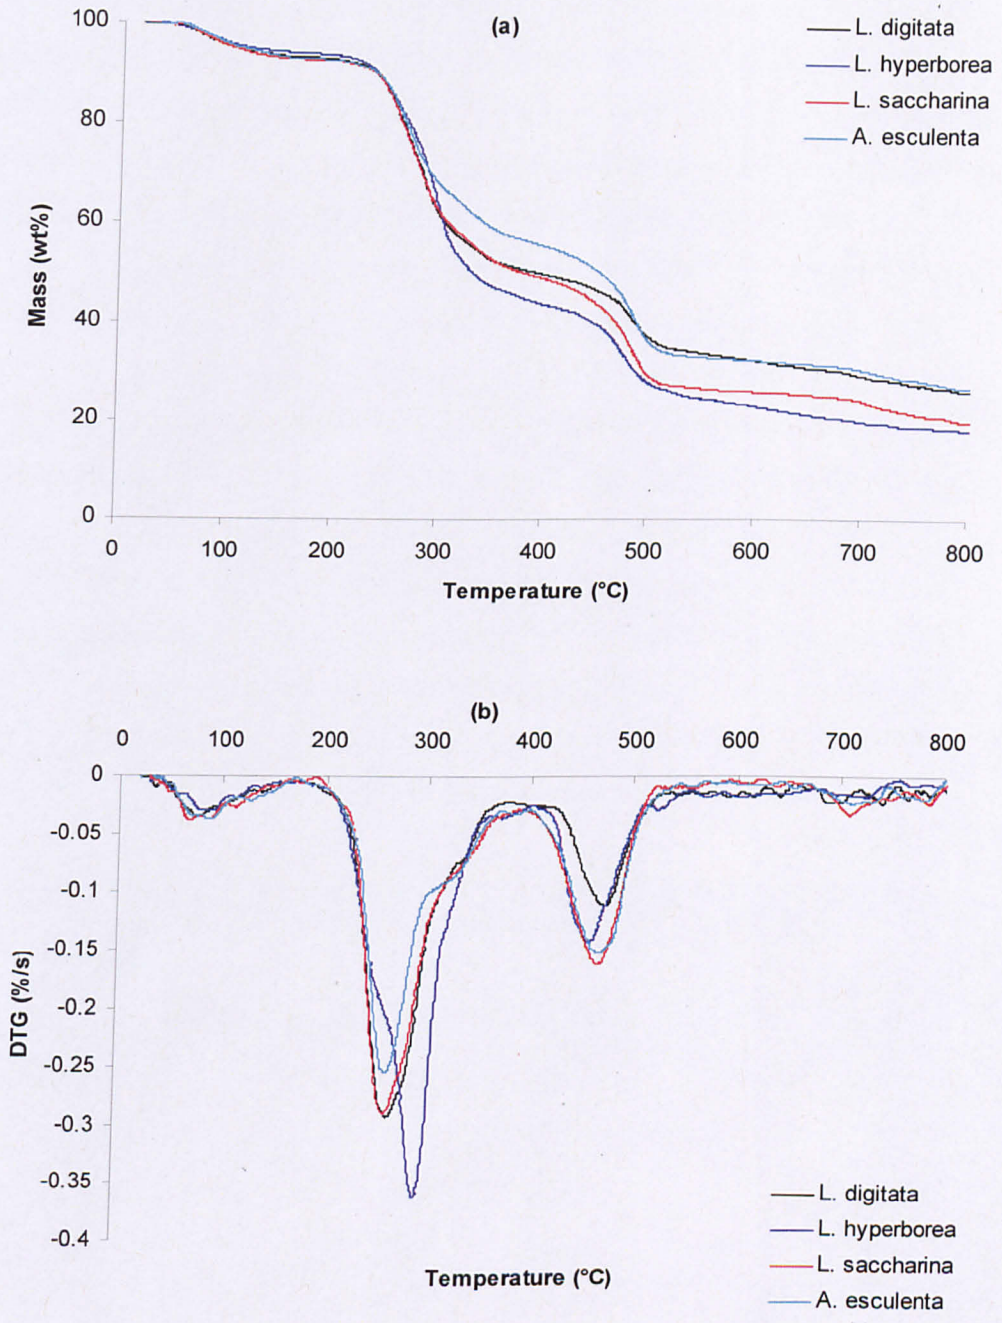 (a)
L. digitata
L. hyperborea
L. saccharina
A. esculenta
100
80
60
40
20
0
Mass (wt%)
0 100 200 300 400 500 600 700 800
Temperature (°C)
(b)
0 100 200 300 400 500 600 700 800
0
-0.05
-0.1
-0.15
-0.2
-0.25
-0.3
-0.35
-0.4
DTG (%/s)
Temperature (°C)
L. digitata
L. hyperborea
L. saccharina
A. esculenta